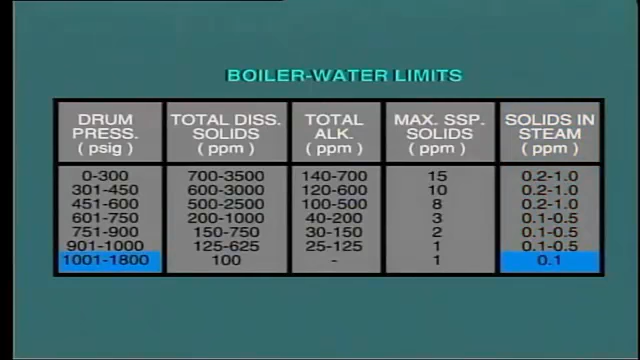 BOILER-WATER LIMITS
DRUM PRESS. (psig) TOTAL DISS. SOLIDS (ppm) TOTAL ALK. (ppm) MAX. SSP. SOLIDS (ppm) SOLIDS IN STEAM (ppm)
0-300 700-3500 140-700 15 0.2-1.0
301-450 600-3000 120-600 10 0.2-1.0
451-600 500-2500 100-500 8 0.2-1.0
601-750 200-1000 40-200 3 0.1-0.5
751-900 150-750 30-150 2 0.1-0.5
901-1000 125-625 25-125 1 0.1-0.5
1001-1800 100 - 1 0.1